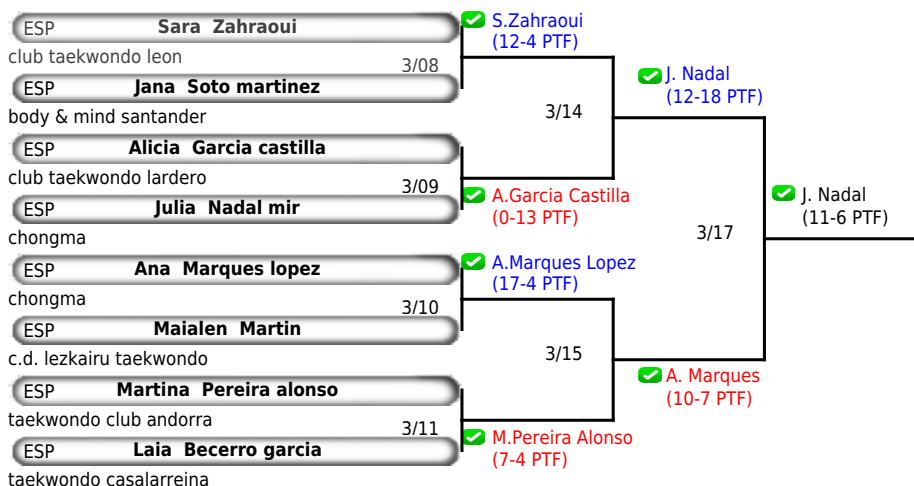 ESP Sara Zahraoui
club taekwondo leon
3/08
ESP Jana Soto martinez
body & mind santander
ESP Alicia Garcia castilla
club taekwondo lardero
3/09
ESP Julia Nadal mir
chongma
ESP Ana Marques lopez
chongma
3/10
ESP Maialen Martin
c.d. lezkairu taekwondo
ESP Martina Pereira alonso
taekwondo club andorra
3/11
ESP Laia Becerro garcia
taekwondo casalarreina
S.Zahraoui
(12-4 PTF)
3/14
A.Garcia Castilla
(0-13 PTF)
A.Marques Lopez
(17-4 PTF)
3/15
M.Pereira Alonso
(7-4 PTF)
J. Nadal
(12-18 PTF)
3/17
A. Marques
(10-7 PTF)
J. Nadal
(11-6 PTF)